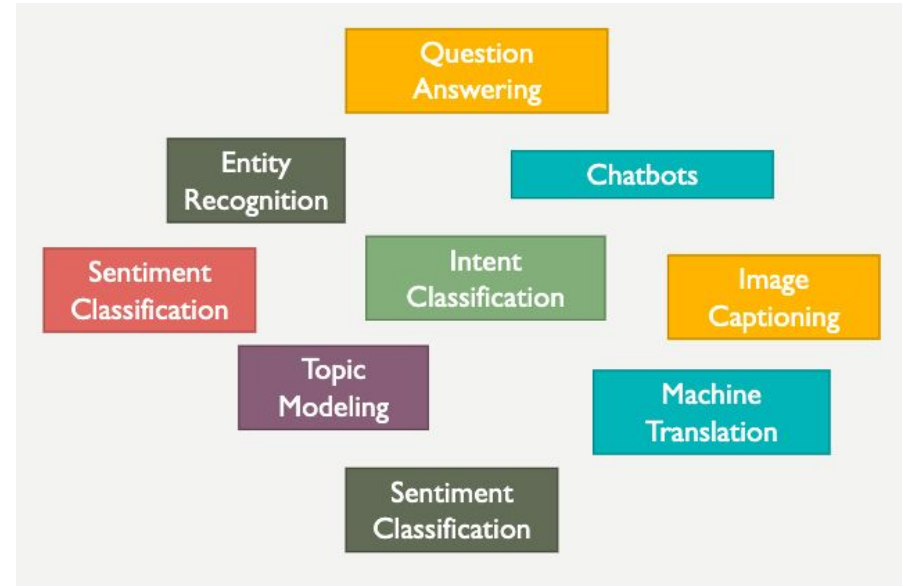 Question
Answering
Entity
Recognition
Chatbots
Sentiment
Classification
Intent
Classification
Image
Captioning
Topic
Modeling
Machine
Translation
Sentiment
Classification